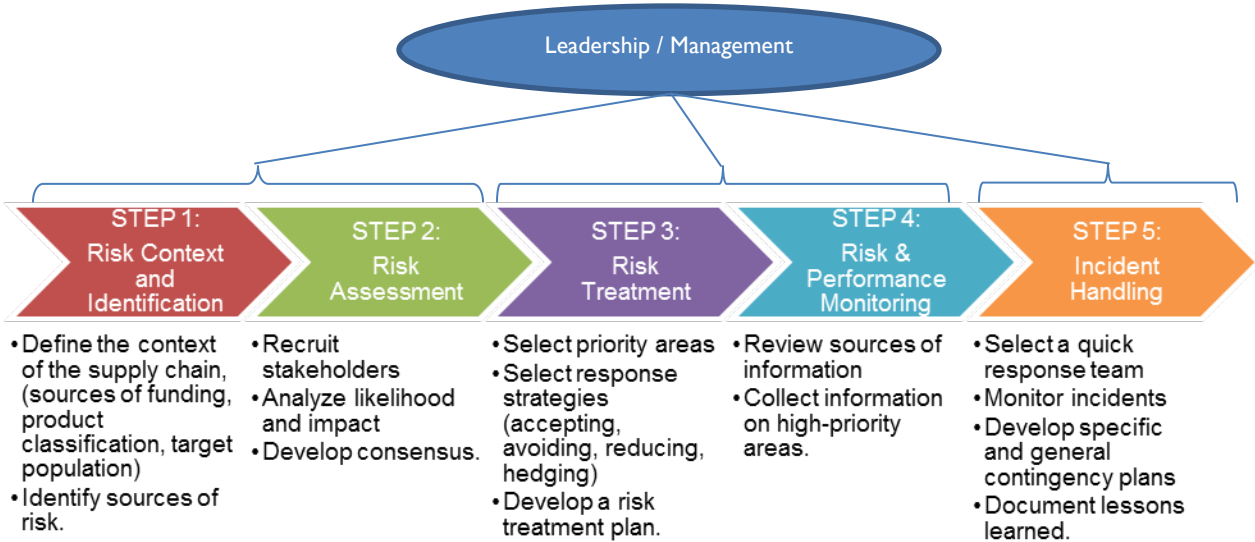 Leadership / Management
STEP 1:
Risk Context
and
Identification
STEP 2:
Risk
Assessment
STEP 3:
Risk
Treatment
STEP 4:
Risk &
Performance
Monitoring
STEP 5:
Incident
Handling
•Define the context
of the supply chain,
(sources of funding,
product
classification, target
population)
•Identify sources of
risk.
•Recruit
stakeholders
•Analyze likelihood
and impact
•Develop consensus.
•Select priority areas
•Select response
strategies
(accepting,
avoiding, reducing,
hedging)
•Develop a risk
treatment plan.
•Review sources of
information
•Collect information
on high-priority
areas.
•Select a quick
response team
•Monitor incidents
•Develop specific
and general
contingency plans
•Document lessons
learned.